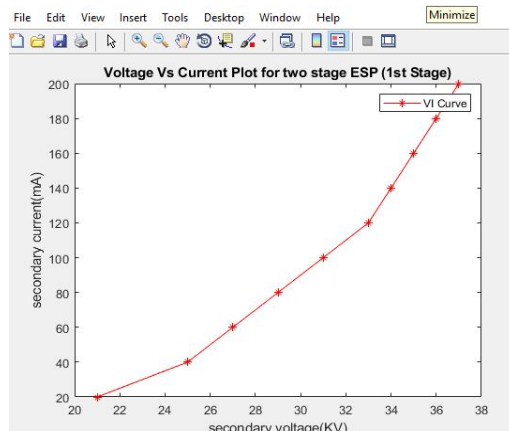 File Edit View Insert Tools Desktop Window Help
Minimize
Voltage Vs Current Plot for two stage ESP (1st Stage)
VI Curve
200
180
160
140
120
100
80
60
40
20
secondary current(mA)
20 22 24 26 28 30 32 34 36 38
secondary voltage(KV)